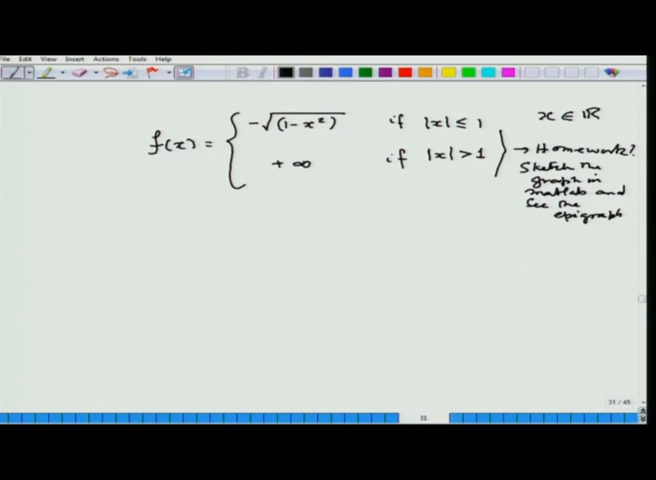 File Edit View Insert Actions Tools Help
f(x) = { -√(1-x²) if |x| ≤ 1
+∞ if |x| > 1
x ∈ ℝ
→ Homework?
Sketch the
graph in
matlab and
see the
epigraph
31 / 45
31